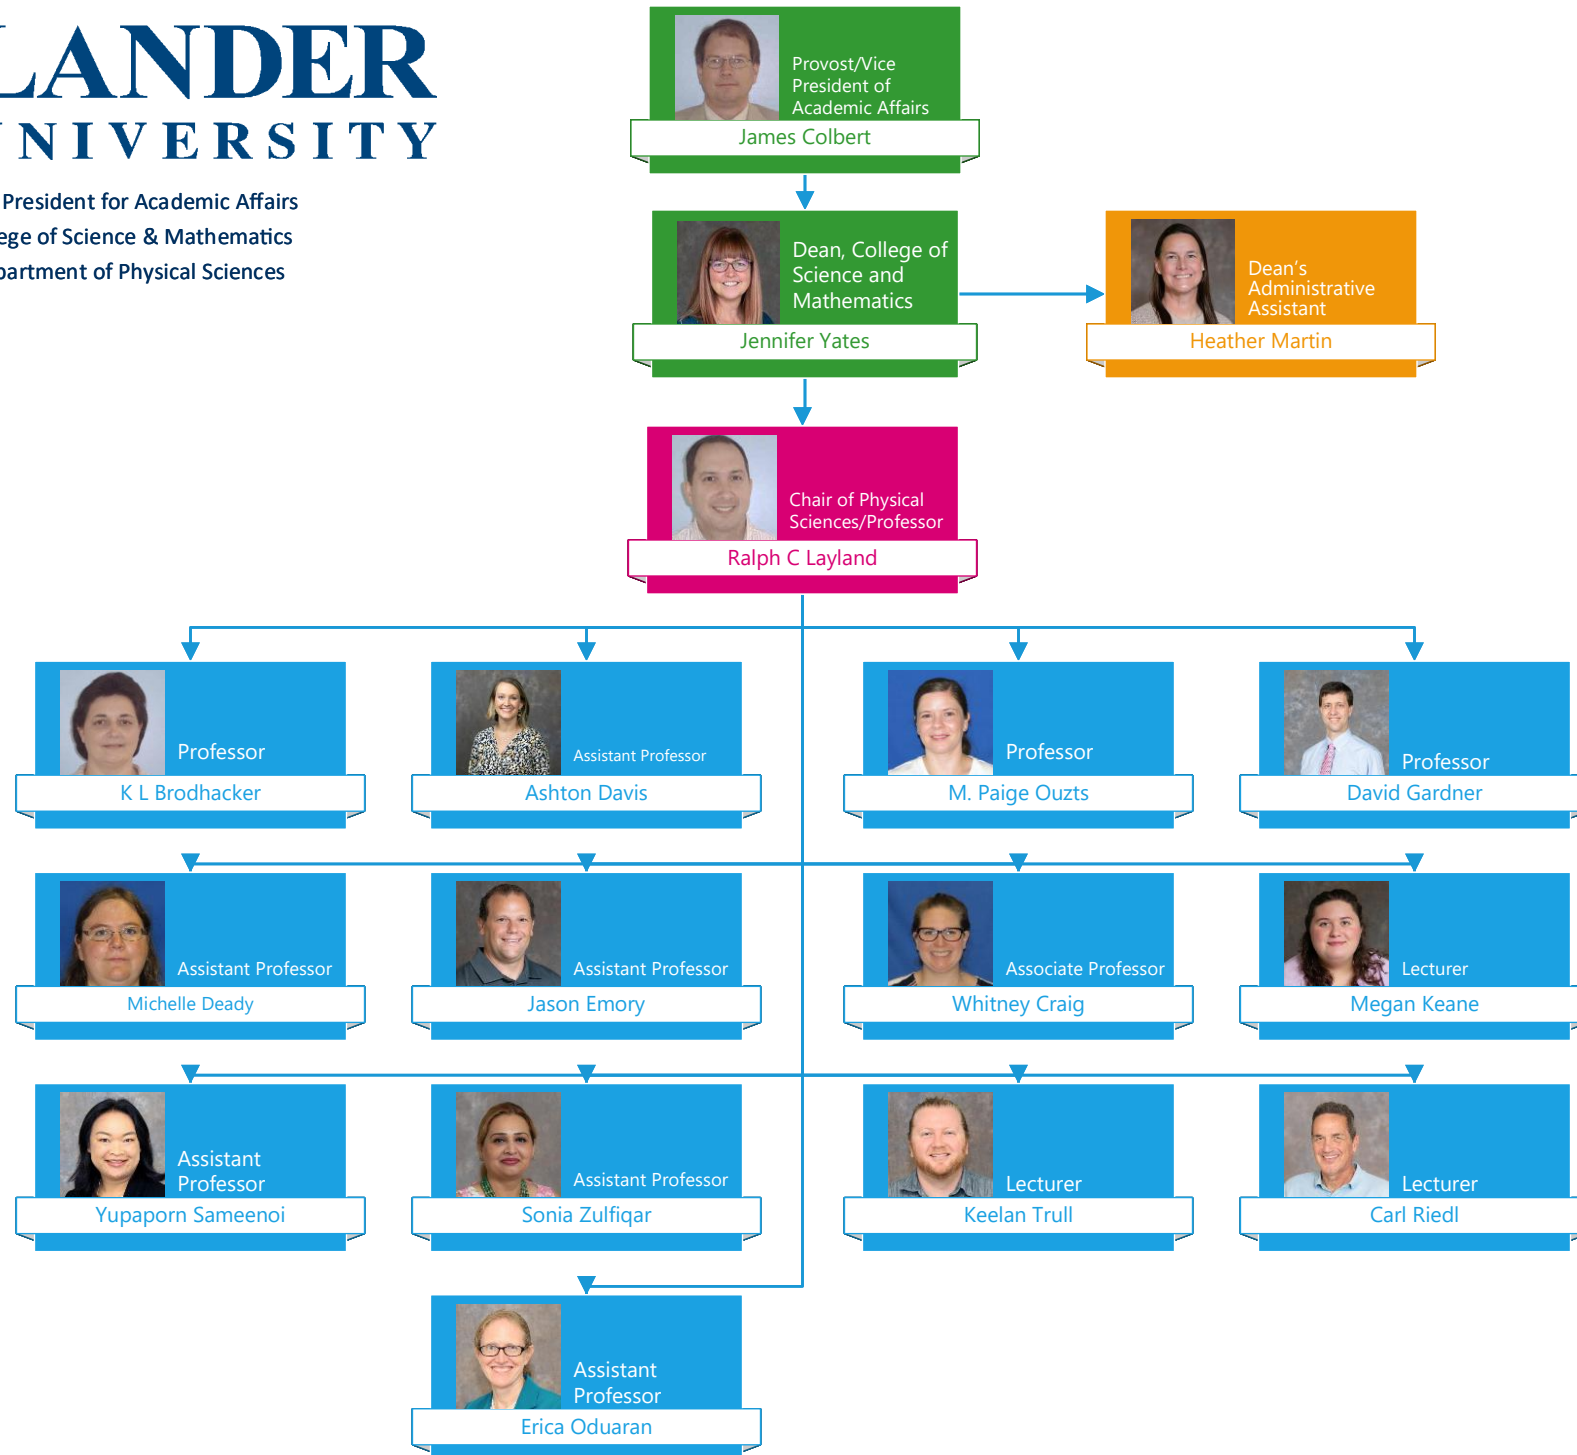 LANDER
NIVERSITY
President for Academic Affairs
ege of Science & Mathematics
partment of Physical Sciences
Provost/Vice
President of
Academic Affairs
James Colbert
Dean, College of
Science and
Mathematics
Jennifer Yates
Dean's
Administrative
Assistant
Heather Martin
Chair of Physical
Sciences/Professor
Ralph C Layland
Professor
K L Brodhacker
Assistant Professor
Ashton Davis
Professor
M. Paige Ouzts
Professor
David Gardner
Assistant Professor
Michelle Deady
Assistant Professor
Jason Emory
Associate Professor
Whitney Craig
Lecturer
Megan Keane
Assistant
Professor
Yupaporn Sameenoi
Assistant Professor
Sonia Zulfiqar
Lecturer
Keelan Trull
Lecturer
Carl Riedl
Assistant
Professor
Erica Oduaran